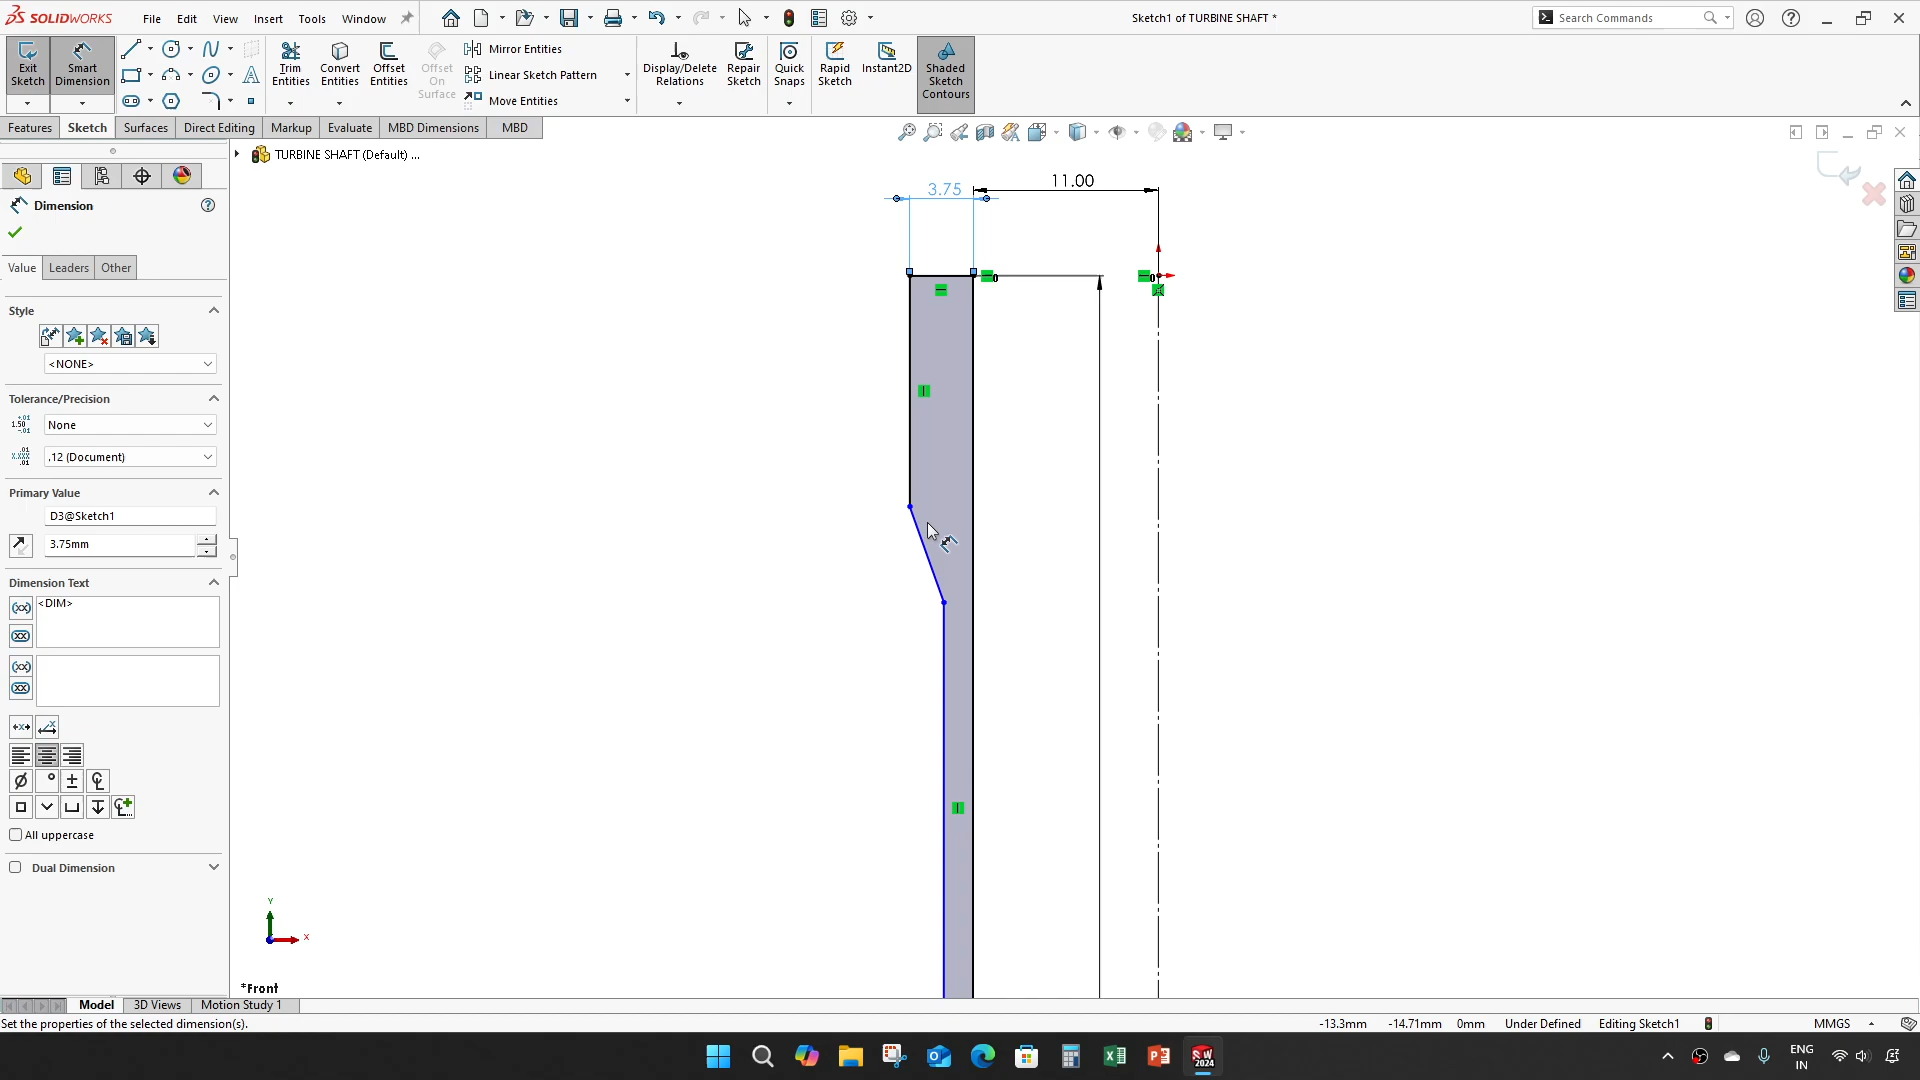 SOLIDWORKS File Edit View Insert Tools Window Sketch1 of TURBINE SHAFT * Search Commands
Exit Sketch
Smart Dimension
Trim Entities
Convert Entities
Offset Entities
Offset On Surface
Mirror Entities
Linear Sketch Pattern
Move Entities
Display/Delete Relations
Repair Sketch
Quick Snaps
Rapid Sketch
Instant2D
Shaded Sketch Contours
Features Sketch Surfaces Direct Editing Markup Evaluate MBD Dimensions MBD
TURBINE SHAFT (Default) ...
Dimension
Value Leaders Other
Style
<NONE>
Tolerance/Precision
None
.12 (Document)
Primary Value
D3@Sketch1
3.75mm
Dimension Text
<DIM>
All uppercase
Dual Dimension
3.75
11.00
0
0
Y
X
*Front
Model 3D Views Motion Study 1
Set the properties of the selected dimension(s). -13.3mm -14.71mm 0mm Under Defined Editing Sketch1 MMGS
SW 2024
ENG
IN